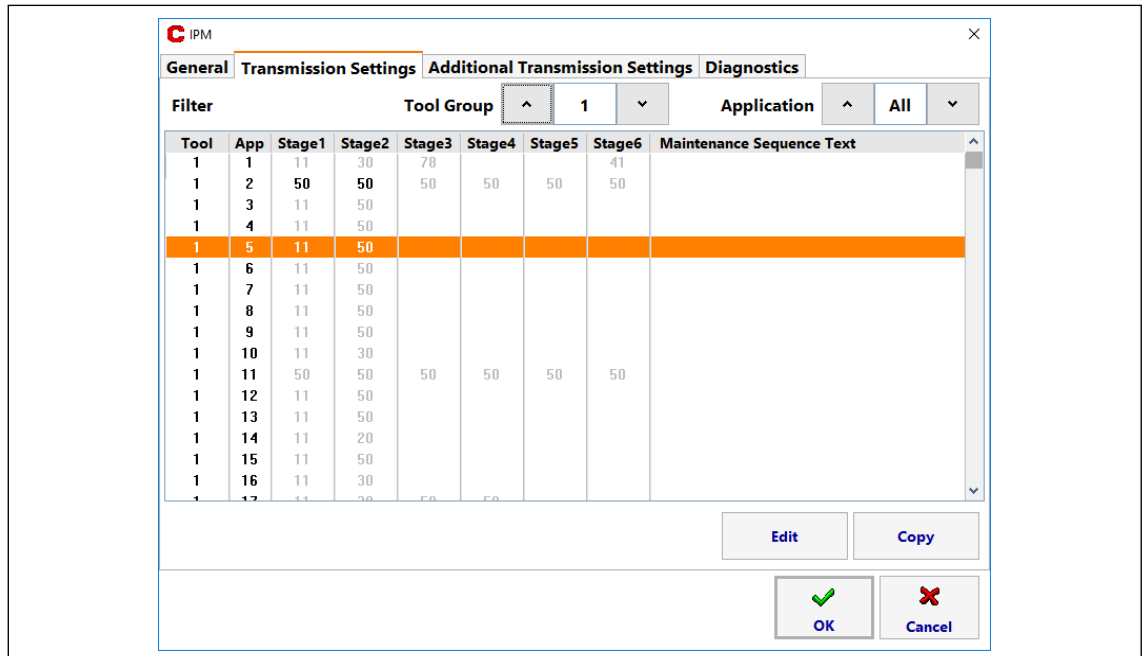 C IPM
General Transmission Settings Additional Transmission Settings Diagnostics
Filter Tool Group 1 Application All
Tool App Stage1 Stage2 Stage3 Stage4 Stage5 Stage6 Maintenance Sequence Text
1 1 11 30 78 41
1 2 50 50 50 50 50 50
1 3 11 50
1 4 11 50
1 5 11 50
1 6 11 50
1 7 11 50
1 8 11 50
1 9 11 50
1 10 11 30
1 11 50 50 50 50 50 50
1 12 11 50
1 13 11 50
1 14 11 20
1 15 11 50
1 16 11 30
1 17 11
Edit Copy
OK Cancel